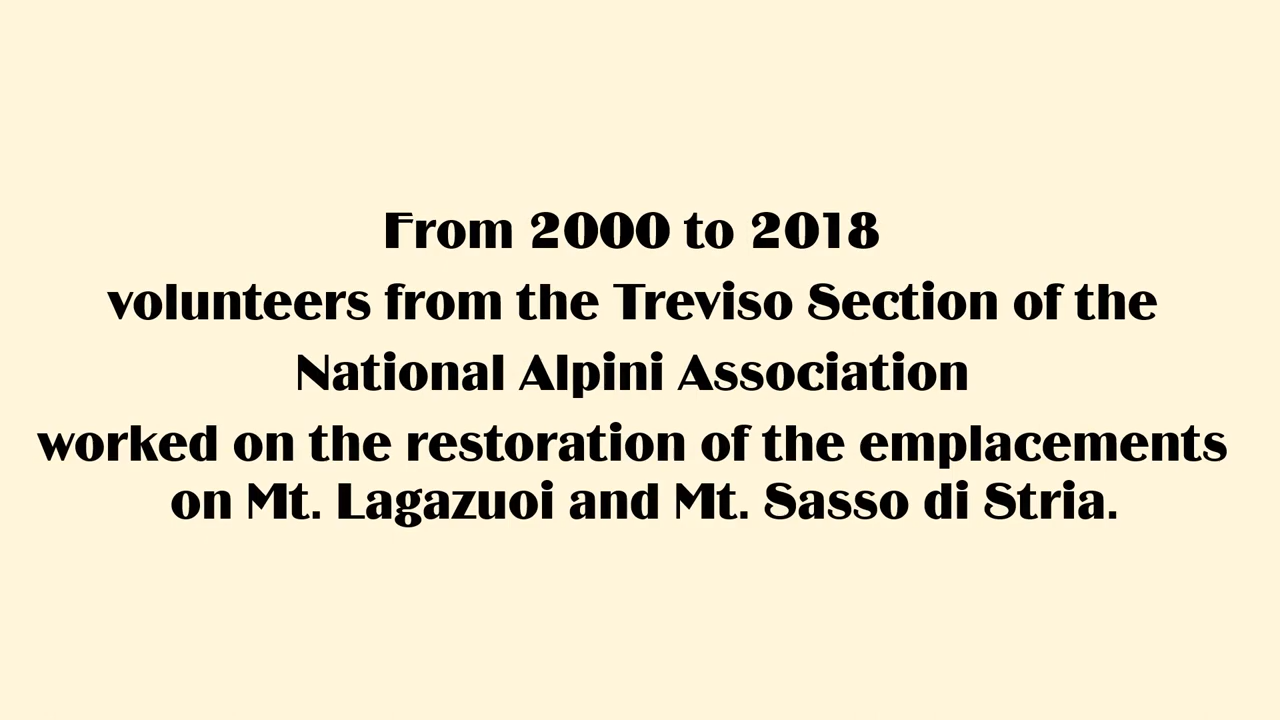 From 2000 to 2018
volunteers from the Treviso Section of the
National Alpini Association
worked on the restoration of the emplacements
on Mt. Lagazuoi and Mt. Sasso di Stria.